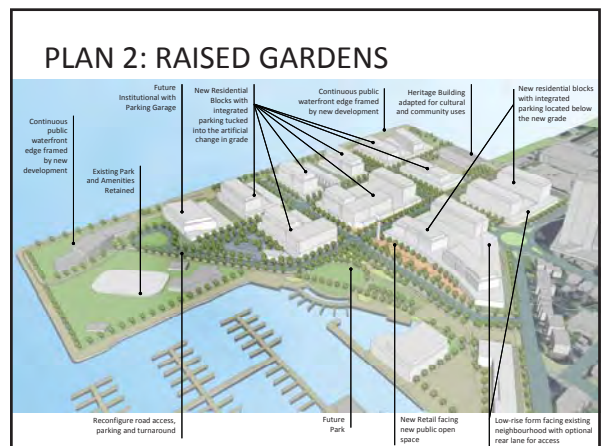 PLAN 2: RAISED GARDENS
Continuous
public
waterfront
edge framed
by new
development
Existing Park
and Amenities
Retained
Future
Institutional with
Parking Garage
New Residential
Blocks with
integrated
parking tucked
into the artificial
change in grade
Continuous public
waterfront edge framed
by new development
Heritage Building
adapted for cultural
and community uses
New residential blocks
with integrated
parking located below
the new grade
Reconfigure road access,
parking and turnaround
Future
Park
New Retail facing
new public open
space
Low-rise form facing existing
neighbourhood with optional
rear lane for access